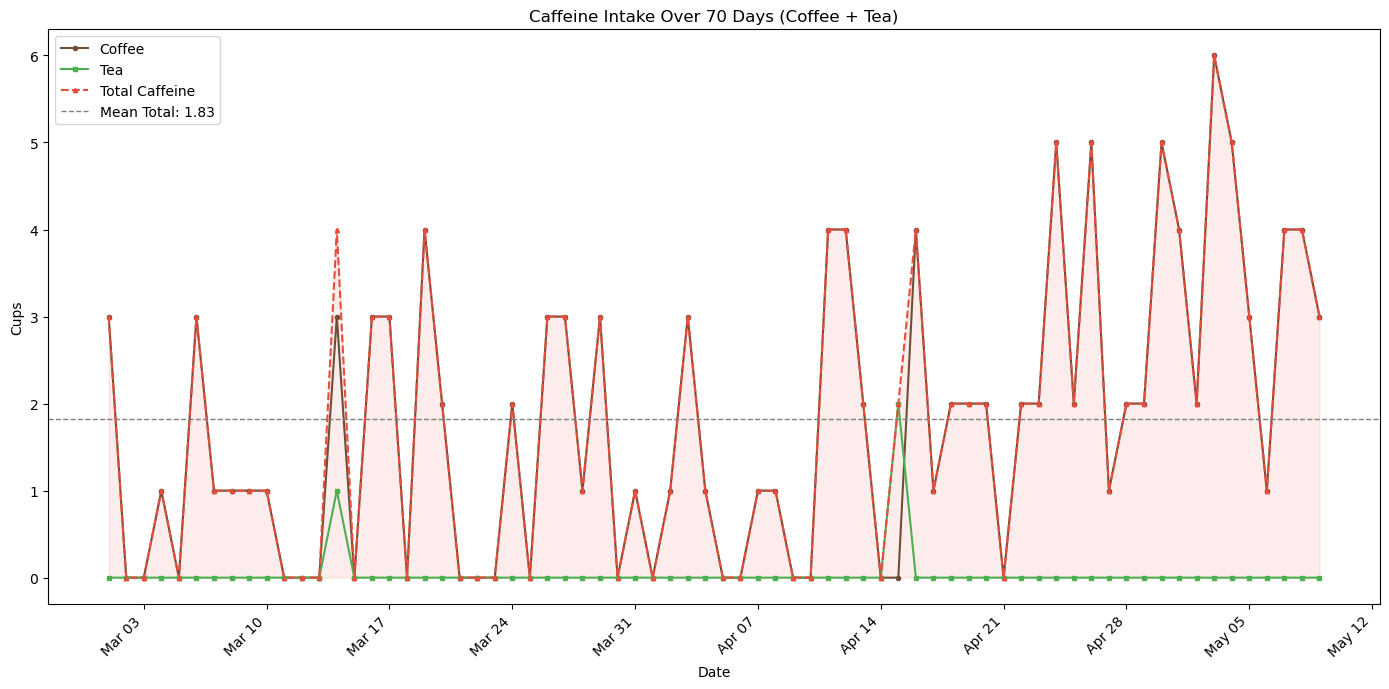 Caffeine Intake Over 70 Days (Coffee + Tea)
Coffee
Tea
Total Caffeine
Mean Total: 1.83
Cups
6
5
4
3
2
1
0
Mar 03
Mar 10
Mar 17
Mar 24
Mar 31
Apr 07
Apr 14
Apr 21
Apr 28
May 05
May 12
Date